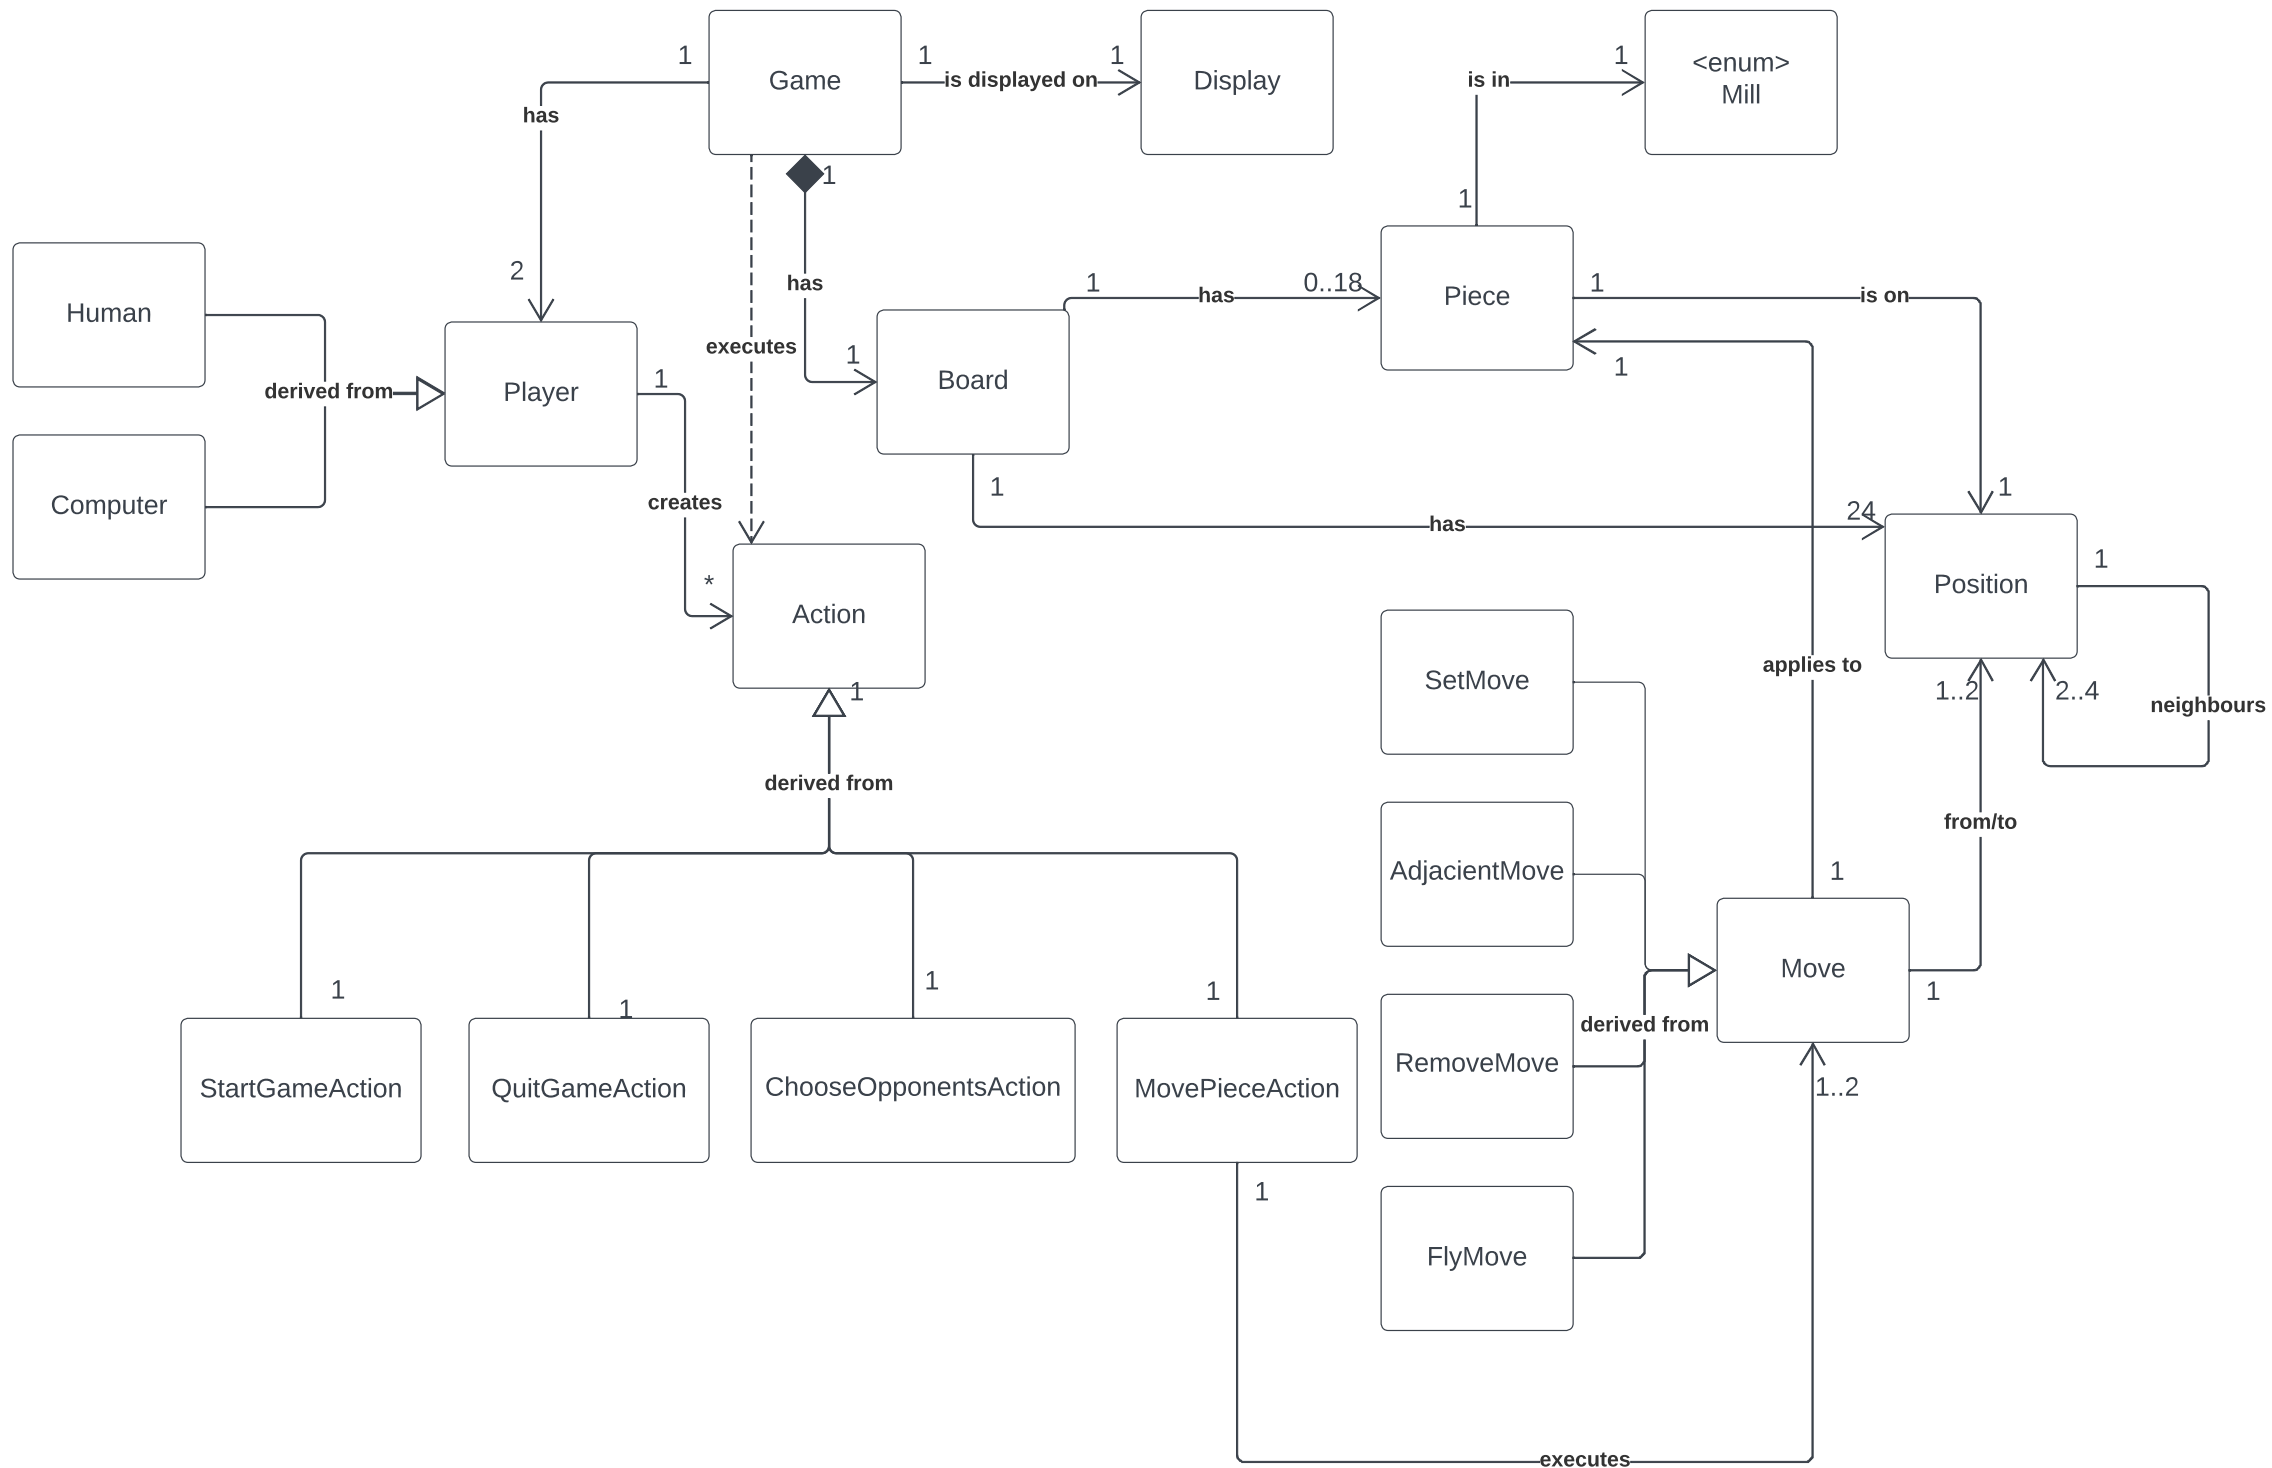 1
Game
1
is displayed on
1
Display
is in
1
<enum>
Mill
has
1
1
2
has
1
has
0..18
Piece
1
is on
Human
executes
1
Board
1
derived from
Player
1
Computer
creates
1
has
24
1
*
Action
Position
1
1
SetMove
applies to
1..2
2..4
neighbours
derived from
from/to
AdjacientMove
1
1
1
1
1
Move
1
derived from
StartGameAction
QuitGameAction
ChooseOpponentsAction
MovePieceAction
RemoveMove
1..2
1
FlyMove
executes